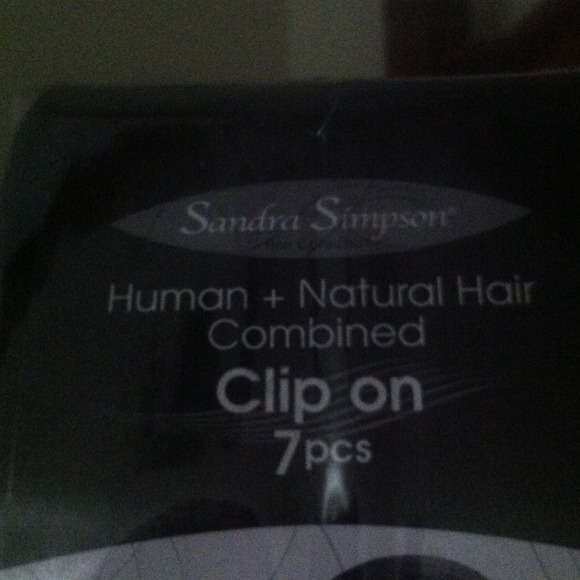 Sandra Simpson®
Human + Natural Hair
Combined
Clip on
7pcs